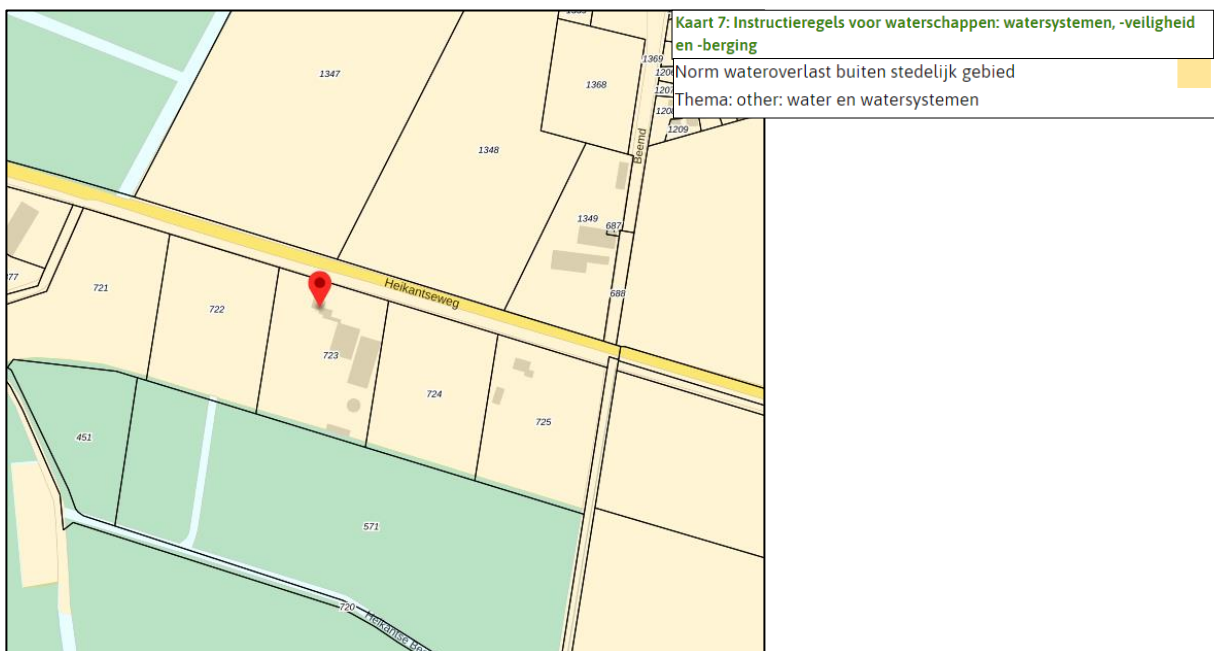 Kaart 7: Instructieregels voor waterschappen: watersystemen, -veiligheid
en -berging
Norm wateroverlast buiten stedelijk gebied
Thema: other: water en watersystemen
1347
1368
1369
1348
1209
Beemd
1349
687
721
722
Heikantseweg
688
723
724
725
451
571
720